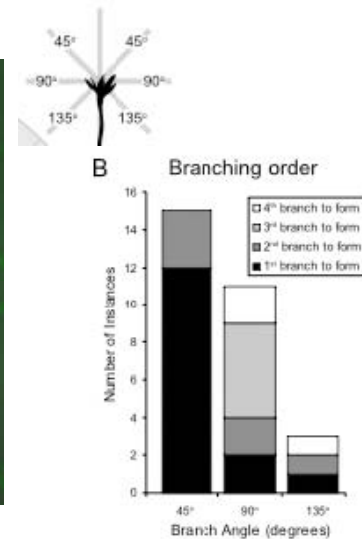 45° 45°
90° 90°
135° 135°
B Branching order
4th branch to form
3rd branch to form
2nd branch to form
1st branch to form
Number of Instances
16
14
12
10
8
6
4
2
0
45° 90° 135°
Branch Angle (degrees)